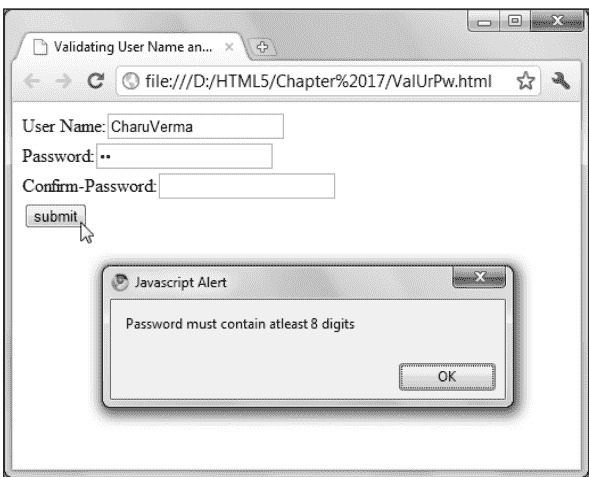 Validating User Name an...
file:///D:/HTML5/Chapter%2017/ValUrPw.html
User Name: CharuVerma
Password: ••
Confirm-Password:
submit
Javascript Alert
Password must contain atleast 8 digits
OK